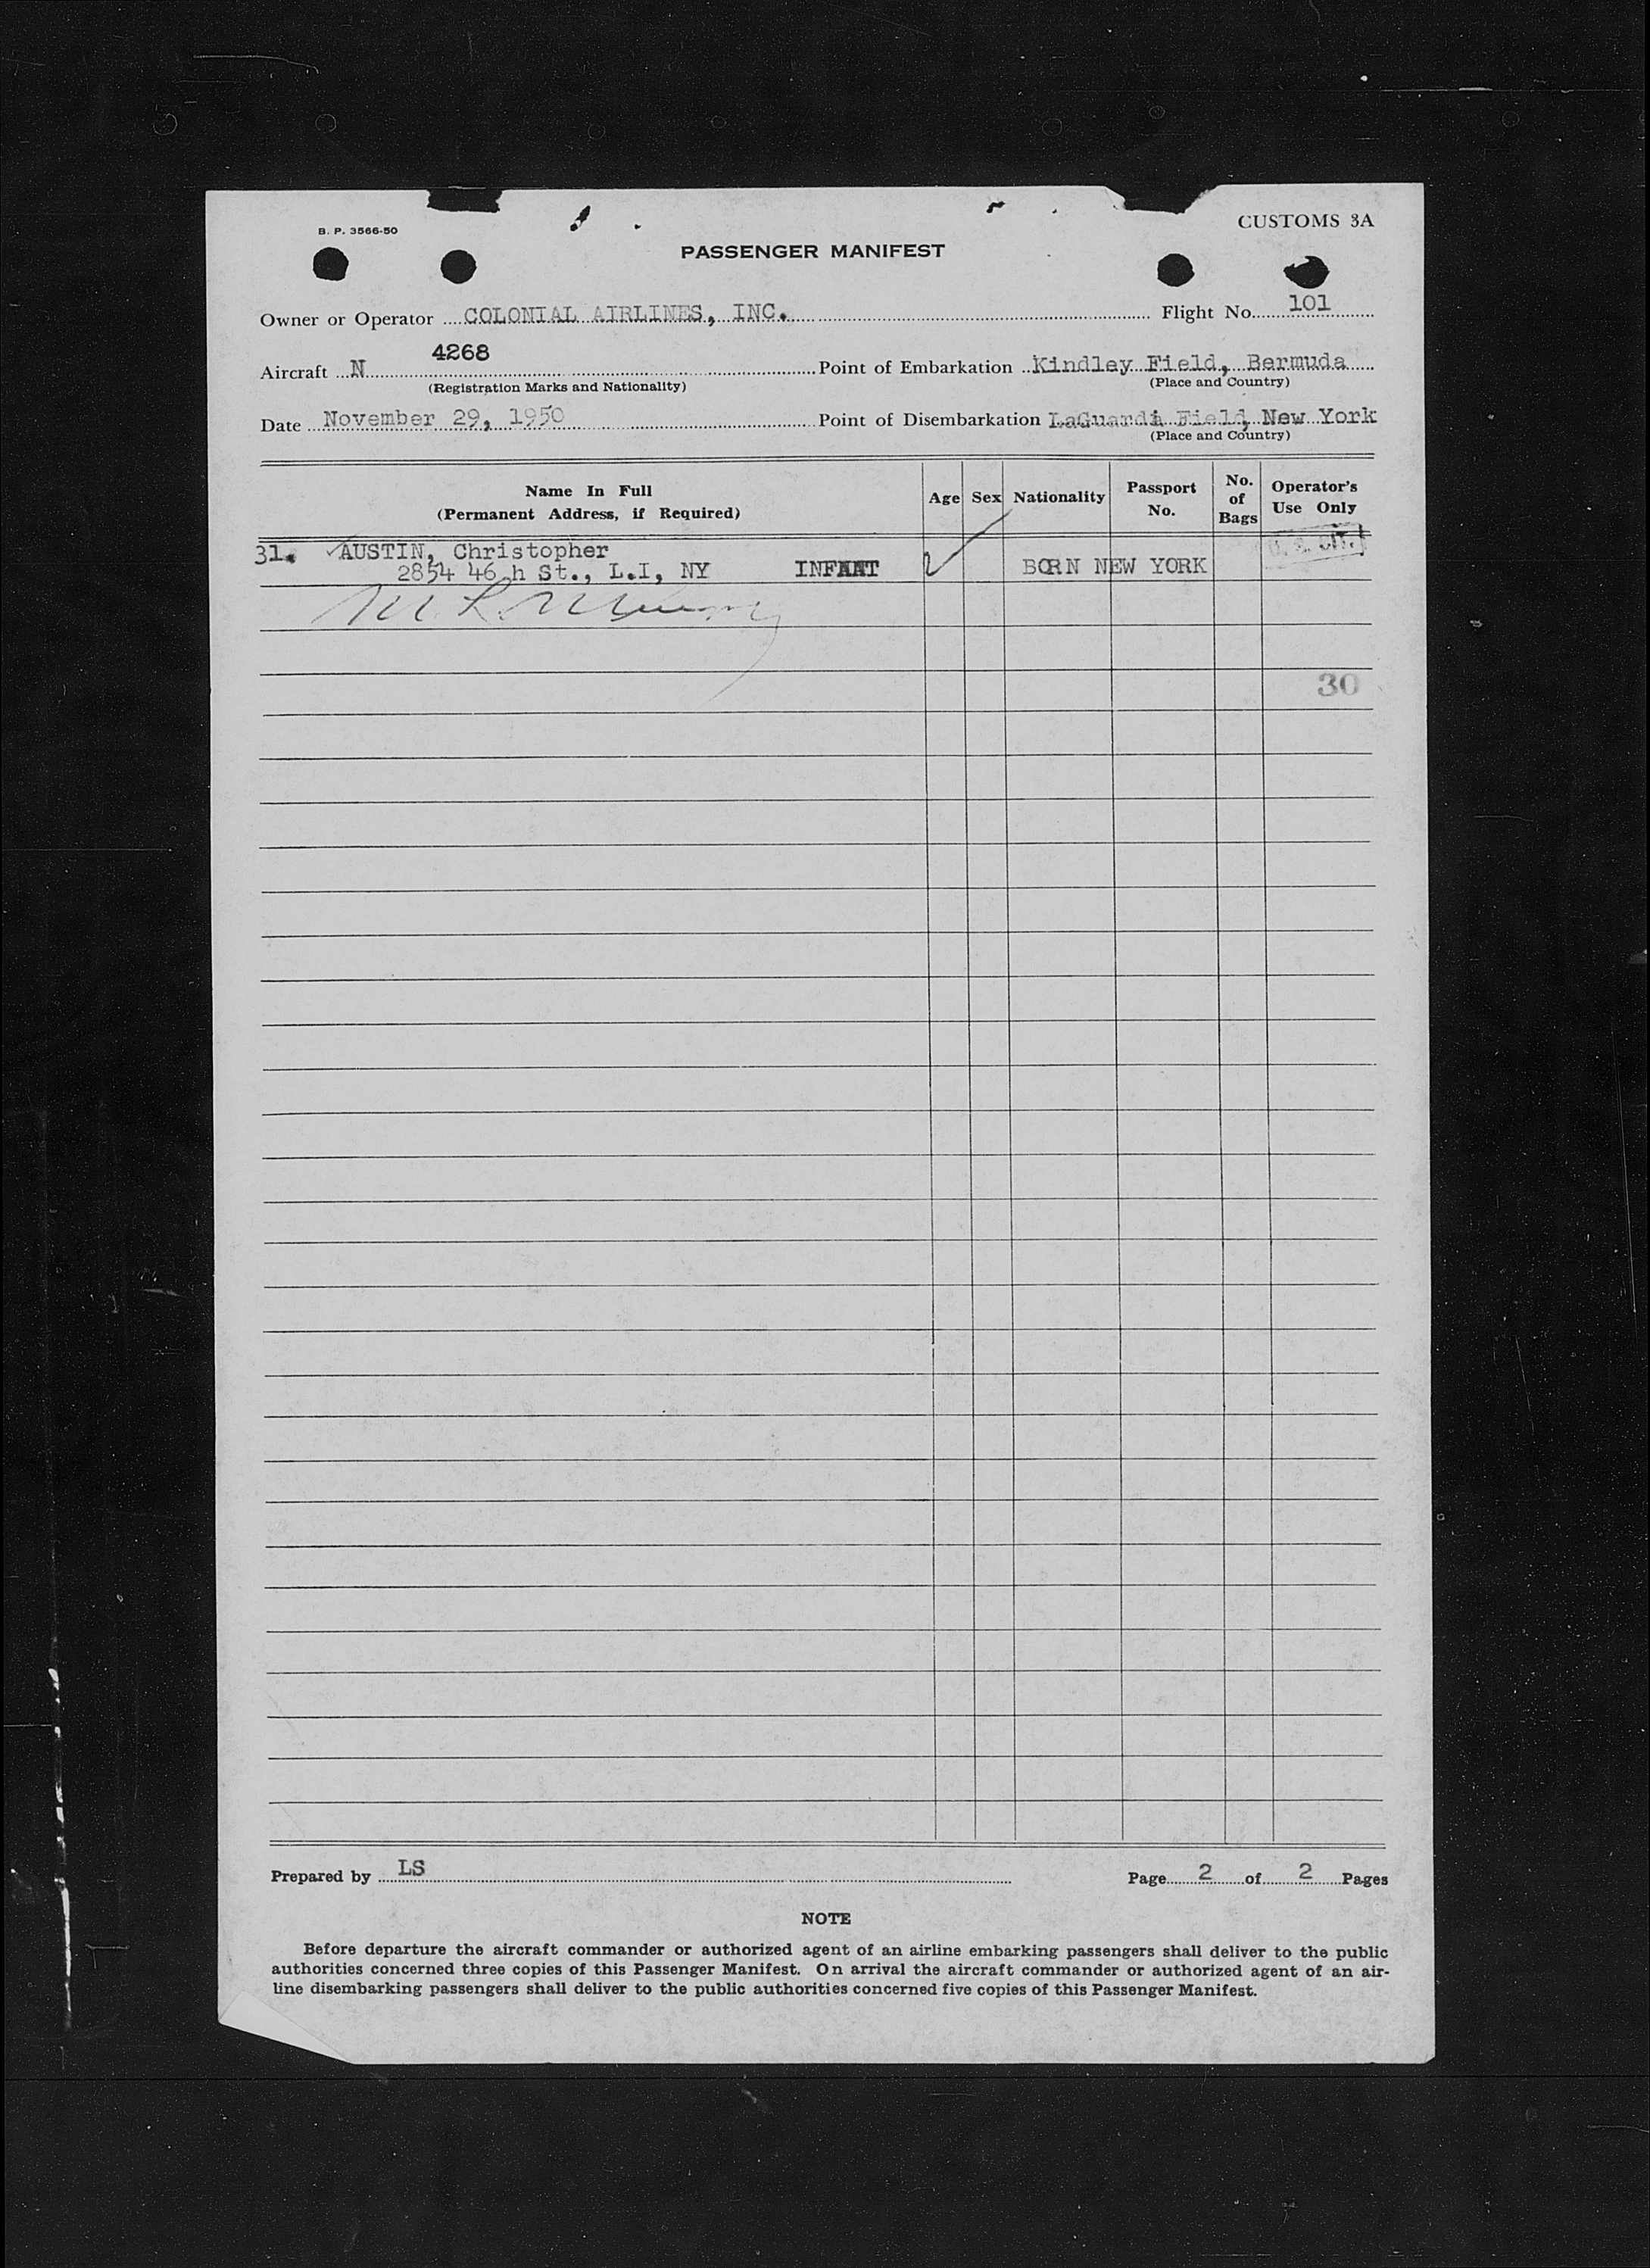 B. P. 3566-50
CUSTOMS 3A
PASSENGER MANIFEST
Owner or Operator COLONIAL AIRLINES, INC. Flight No. 101
4268
Aircraft N Point of Embarkation Kindley Field, Bermuda
(Registration Marks and Nationality) (Place and Country)
Date November 29, 1950 Point of Disembarkation LaGuardi Field, New York
(Place and Country)
Name In Full (Permanent Address, if Required) Age Sex Nationality Passport No. No. of Bags Operator's Use Only
31. AUSTIN, Christopher
2854 46 h St., L.I, NY INFANT BORN NEW YORK
30
Prepared by LS Page 2 of 2 Pages
NOTE
Before departure the aircraft commander or authorized agent of an airline embarking passengers shall deliver to the public
authorities concerned three copies of this Passenger Manifest. On arrival the aircraft commander or authorized agent of an air-
line disembarking passengers shall deliver to the public authorities concerned five copies of this Passenger Manifest.